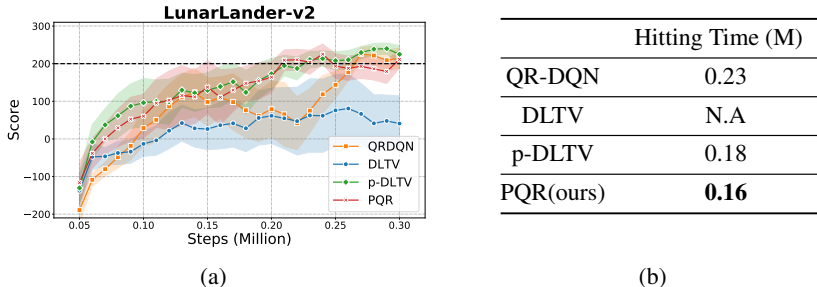 LunarLander-v2
300
200
100
0
−100
−200
Score
0.05
0.10
0.15
0.20
0.25
0.30
Steps (Million)
QRDQN
DLTV
p-DLTV
PQR
(a)
Hitting Time (M)
QR-DQN 0.23
DLTV N.A
p-DLTV 0.18
PQR(ours) 0.16
(b)